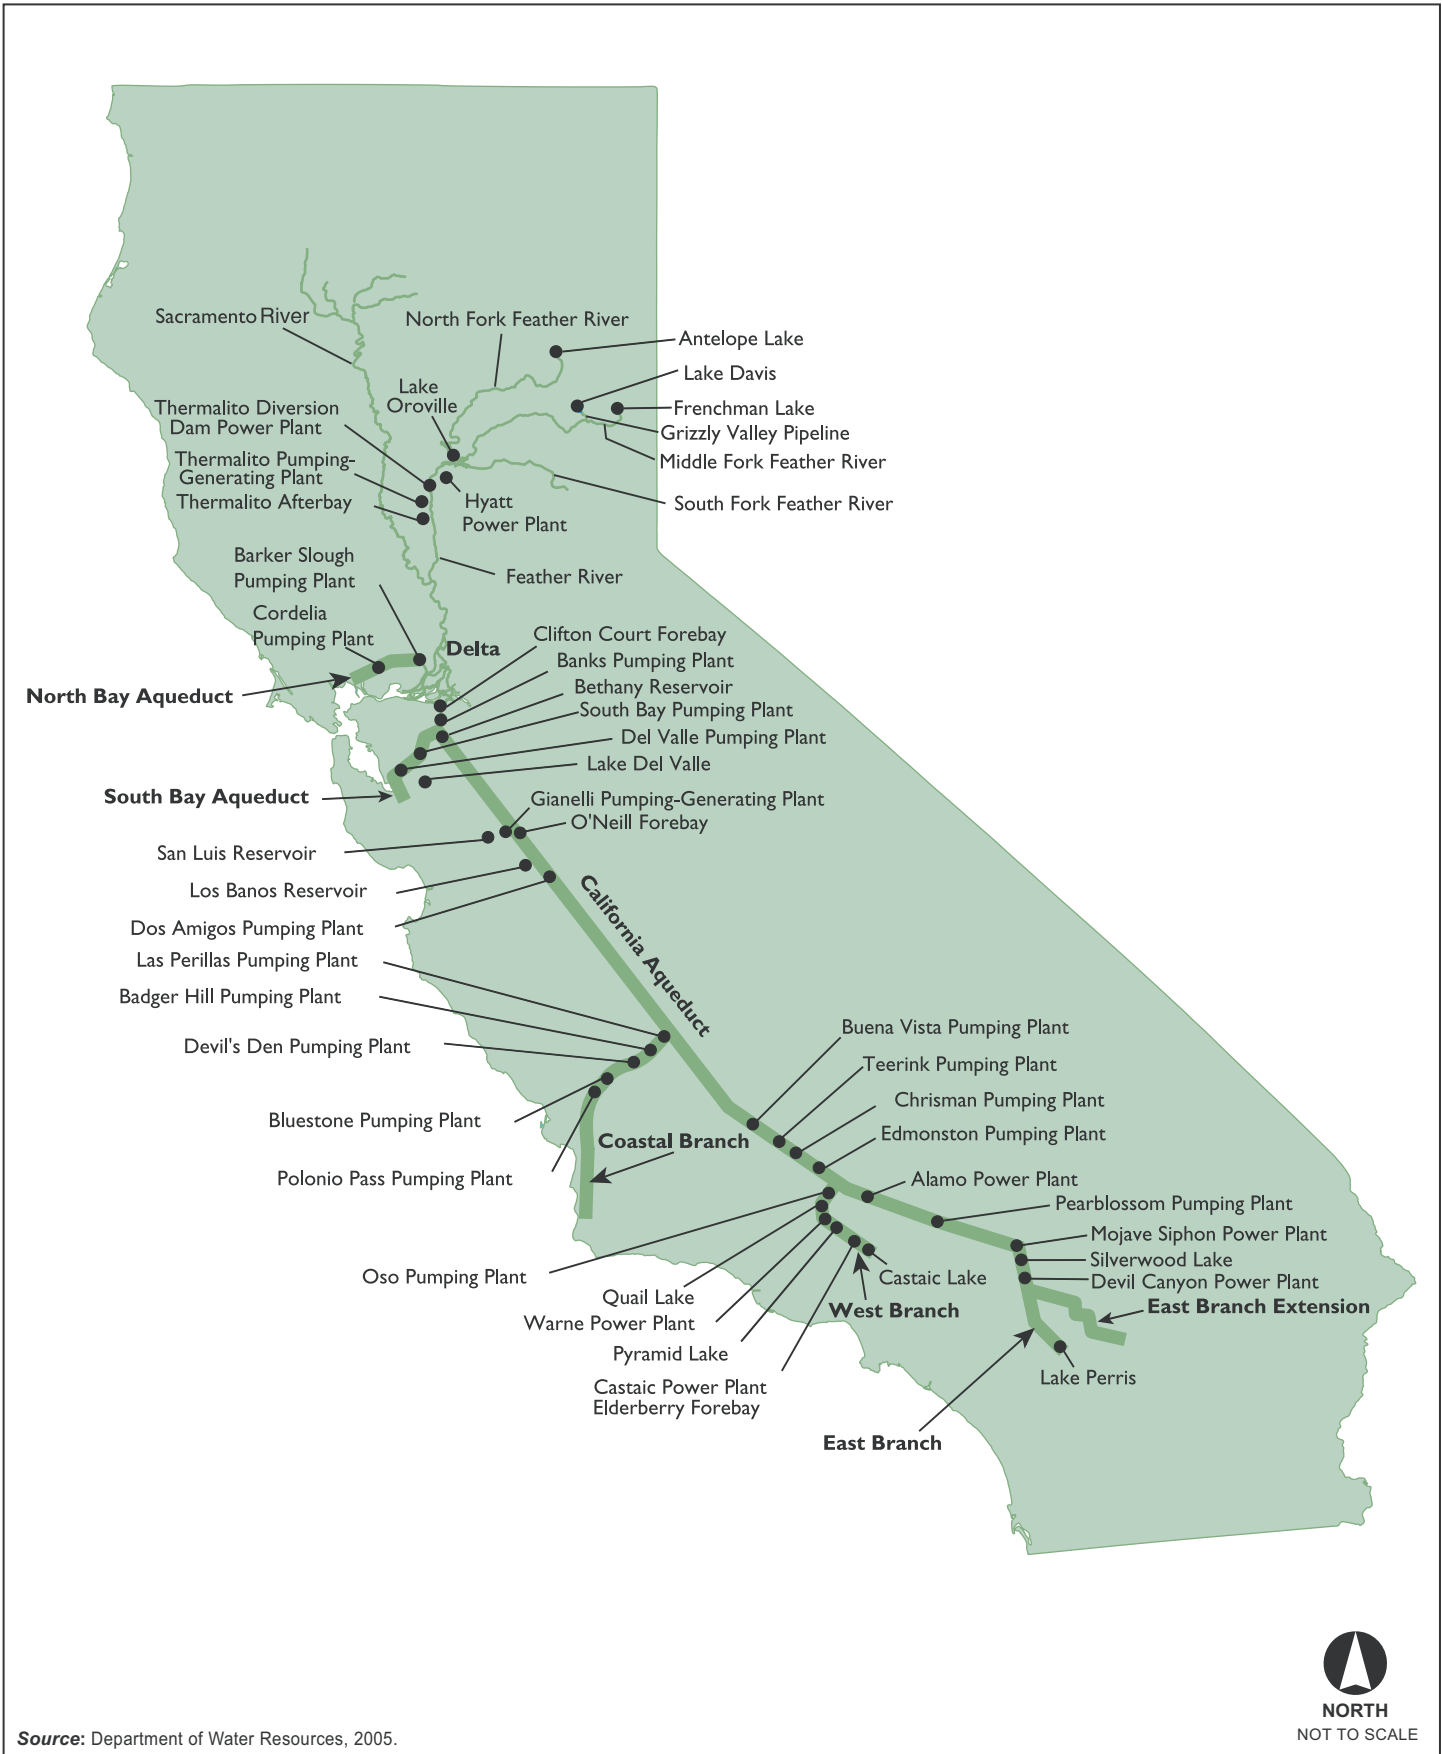 Sacramento River
North Fork Feather River
Antelope Lake
Lake Davis
Lake
Oroville
Thermalito Diversion
Dam Power Plant
Frenchman Lake
Grizzly Valley Pipeline
Thermalito Pumping-
Generating Plant
Middle Fork Feather River
Thermalito Afterbay
Hyatt
Power Plant
South Fork Feather River
Barker Slough
Pumping Plant
Feather River
Cordelia
Pumping Plant
Delta
Clifton Court Forebay
Banks Pumping Plant
North Bay Aqueduct
Bethany Reservoir
South Bay Pumping Plant
Del Valle Pumping Plant
Lake Del Valle
South Bay Aqueduct
Gianelli Pumping-Generating Plant
O'Neill Forebay
San Luis Reservoir
Los Banos Reservoir
Dos Amigos Pumping Plant
California Aqueduct
Las Perillas Pumping Plant
Badger Hill Pumping Plant
Devil's Den Pumping Plant
Buena Vista Pumping Plant
Teerink Pumping Plant
Chrisman Pumping Plant
Bluestone Pumping Plant
Edmonston Pumping Plant
Coastal Branch
Polonio Pass Pumping Plant
Alamo Power Plant
Pearblossom Pumping Plant
Mojave Siphon Power Plant
Silverwood Lake
Oso Pumping Plant
Castaic Lake
Devil Canyon Power Plant
Quail Lake
West Branch
East Branch Extension
Warne Power Plant
Pyramid Lake
Lake Perris
Castaic Power Plant
Elderberry Forebay
East Branch
NORTH
NOT TO SCALE
Source: Department of Water Resources, 2005.